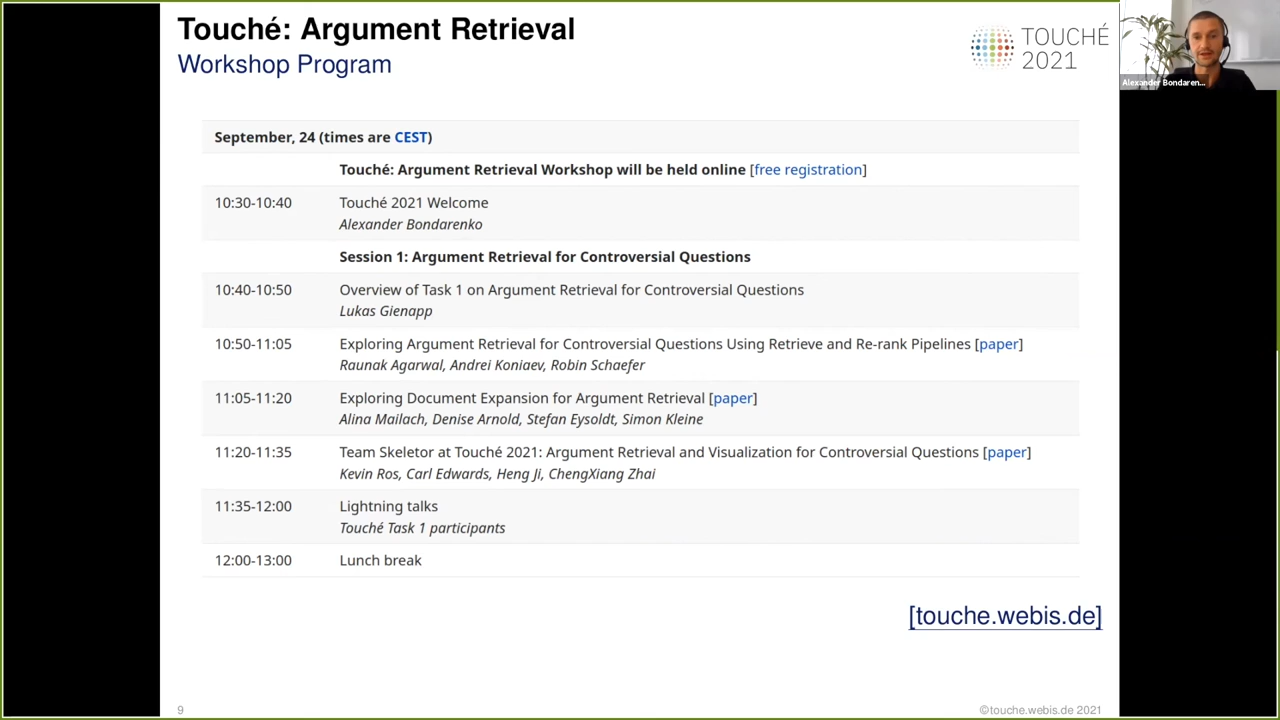 Touché: Argument Retrieval
Workshop Program
TOUCHÉ
2021
Alexander Bondaren...
September, 24 (times are CEST)
Touché: Argument Retrieval Workshop will be held online [free registration]
10:30-10:40 Touché 2021 Welcome
Alexander Bondarenko
Session 1: Argument Retrieval for Controversial Questions
10:40-10:50 Overview of Task 1 on Argument Retrieval for Controversial Questions
Lukas Gienapp
10:50-11:05 Exploring Argument Retrieval for Controversial Questions Using Retrieve and Re-rank Pipelines [paper]
Raunak Agarwal, Andrei Koniaev, Robin Schaefer
11:05-11:20 Exploring Document Expansion for Argument Retrieval [paper]
Alina Mailach, Denise Arnold, Stefan Eysoldt, Simon Kleine
11:20-11:35 Team Skeletor at Touché 2021: Argument Retrieval and Visualization for Controversial Questions [paper]
Kevin Ros, Carl Edwards, Heng Ji, ChengXiang Zhai
11:35-12:00 Lightning talks
Touché Task 1 participants
12:00-13:00 Lunch break
[touche.webis.de]
9
©touche.webis.de 2021